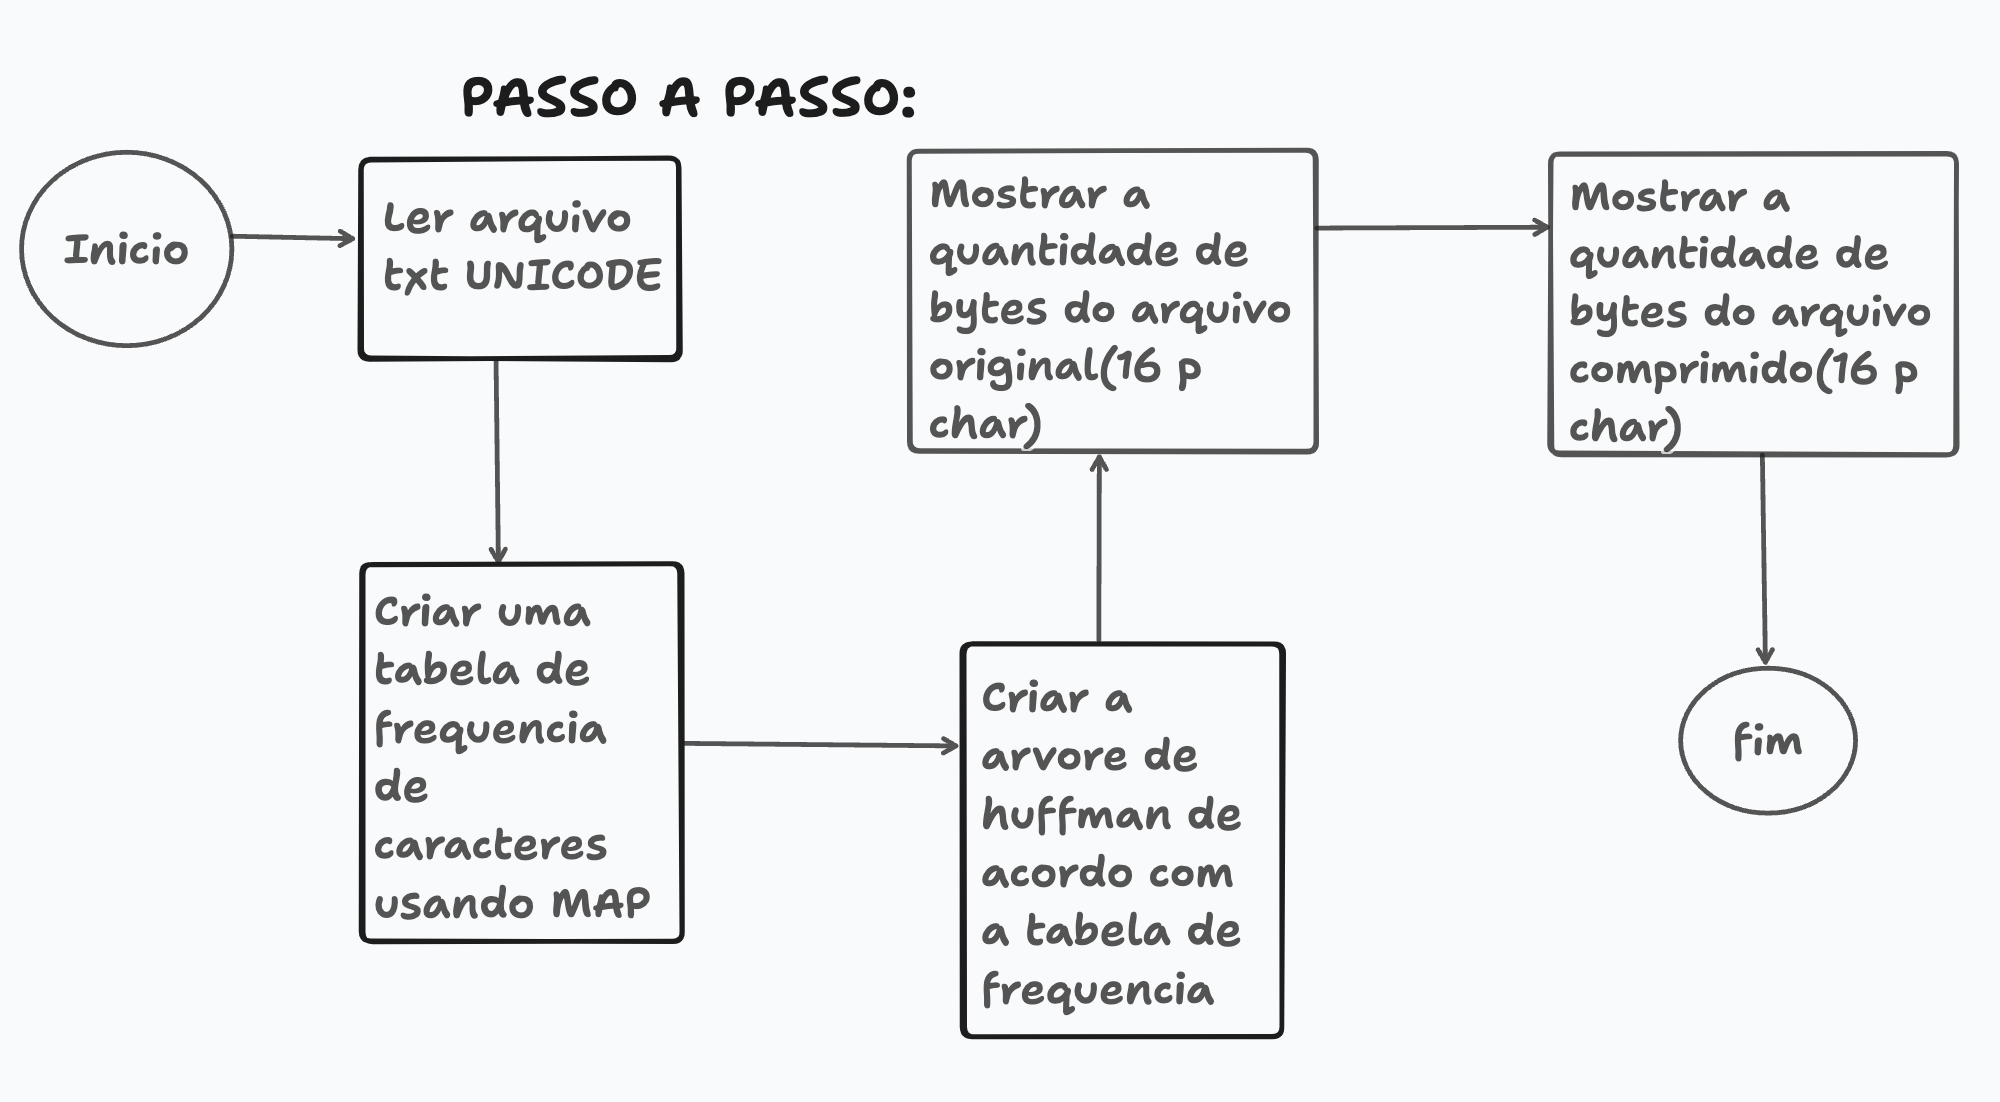 PASSO A PASSO:
Inicio
Ler arquivo
txt UNICODE
Criar uma
tabela de
frequencia
de
caracteres
usando MAP
Criar a
arvore de
huffman de
acordo com
a tabela de
frequencia
Mostrar a
quantidade de
bytes do arquivo
original(16 p
char)
Mostrar a
quantidade de
bytes do arquivo
comprimido(16 p
char)
fim